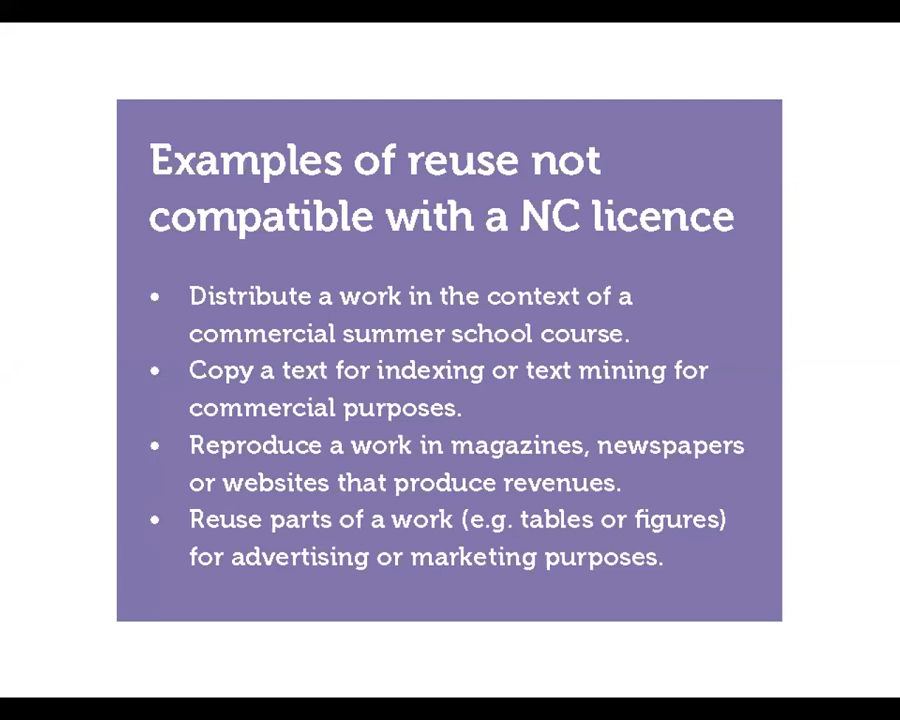 Examples of reuse not
compatible with a NC licence
• Distribute a work in the context of a
commercial summer school course.
• Copy a text for indexing or text mining for
commercial purposes.
• Reproduce a work in magazines, newspapers
or websites that produce revenues.
• Reuse parts of a work (e.g. tables or figures)
for advertising or marketing purposes.